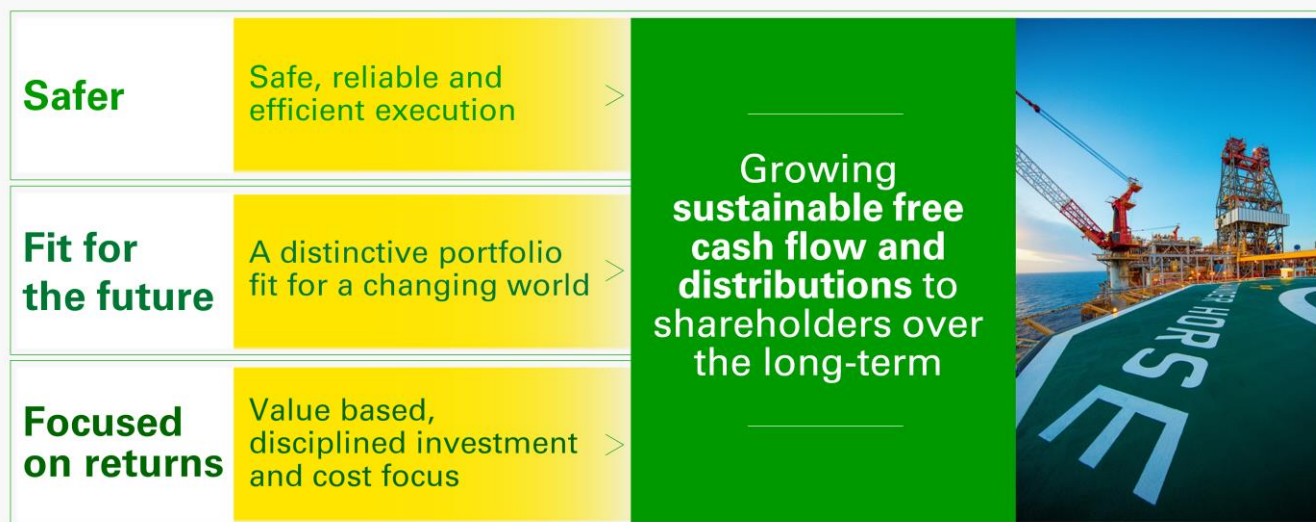 Safer
Safe, reliable and
efficient execution
Fit for
the future
A distinctive portfolio
fit for a changing world
Focused
on returns
Value based,
disciplined investment
and cost focus
Growing
sustainable free
cash flow and
distributions to
shareholders over
the long-term
HORSE